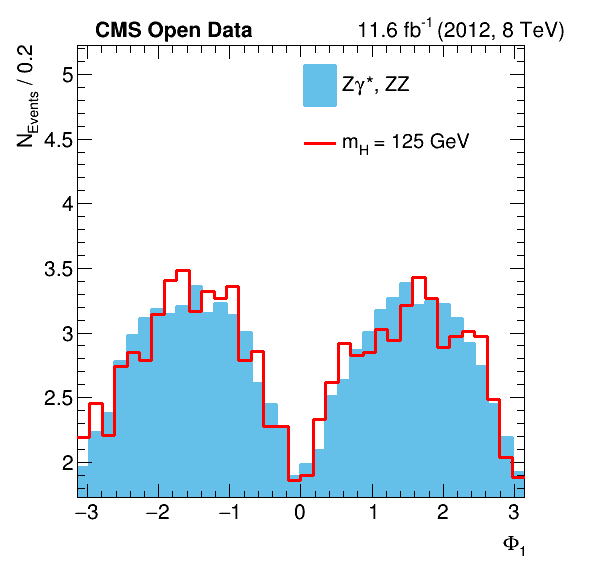 CMS Open Data 11.6 fb⁻¹ (2012, 8 TeV)
N_Events / 0.2
Zγ*, ZZ
m_H = 125 GeV
5
4.5
4
3.5
3
2.5
2
−3 −2 −1 0 1 2 3
Φ₁